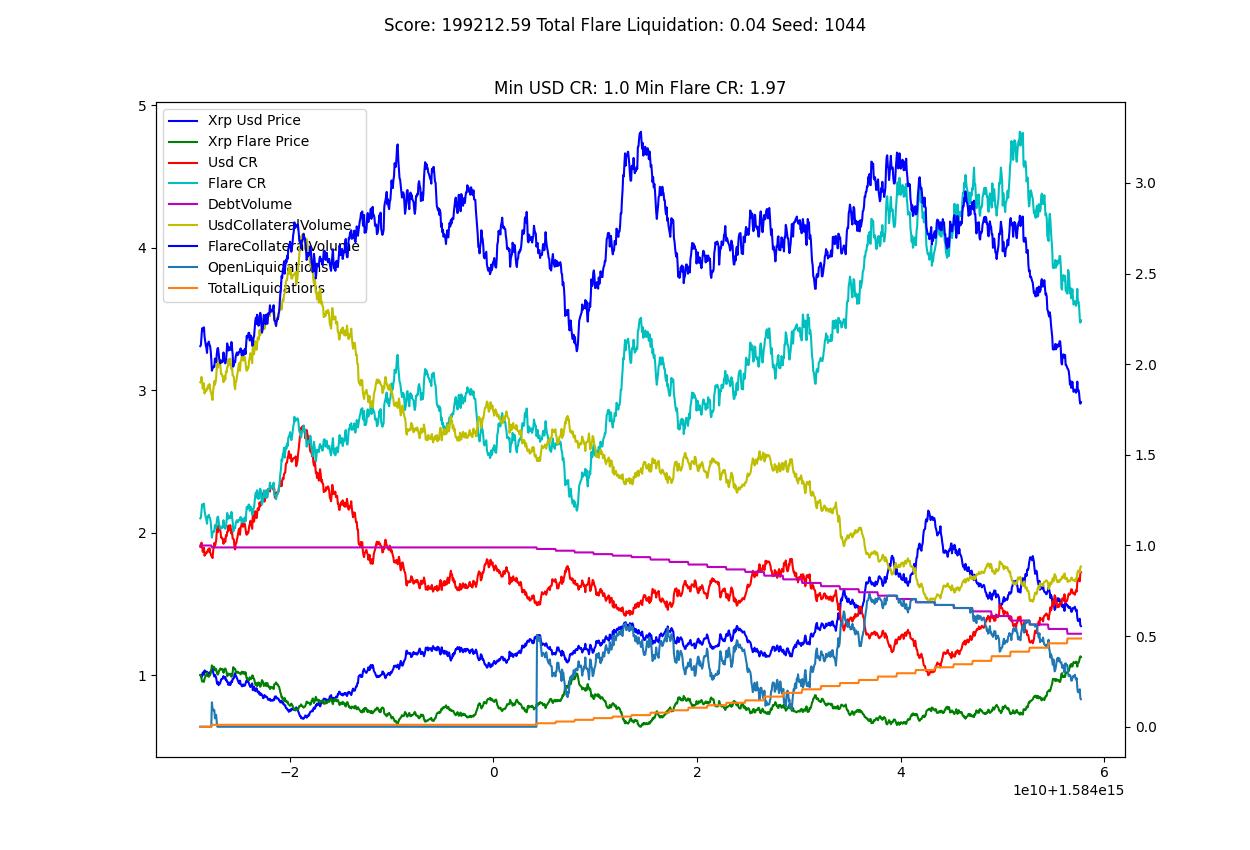 Score: 199212.59 Total Flare Liquidation: 0.04 Seed: 1044
Min USD CR: 1.0 Min Flare CR: 1.97
Xrp Usd Price
Xrp Flare Price
Usd CR
Flare CR
DebtVolume
UsdCollateralVolume
FlareCollateralVolume
OpenLiquidations
TotalLiquidations
5
4
3
2
1
3.0
2.5
2.0
1.5
1.0
0.5
0.0
−2 0 2 4 6
1e10+1.584e15